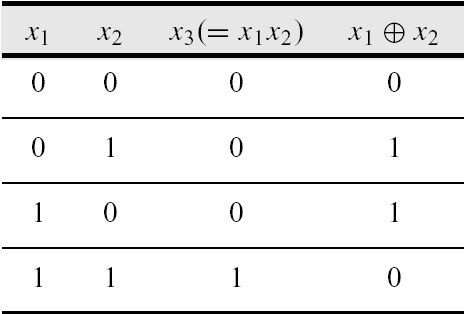 x₁ x₂ x₃(= x₁x₂) x₁ ⊕ x₂
0 0 0 0
0 1 0 1
1 0 0 1
1 1 1 0